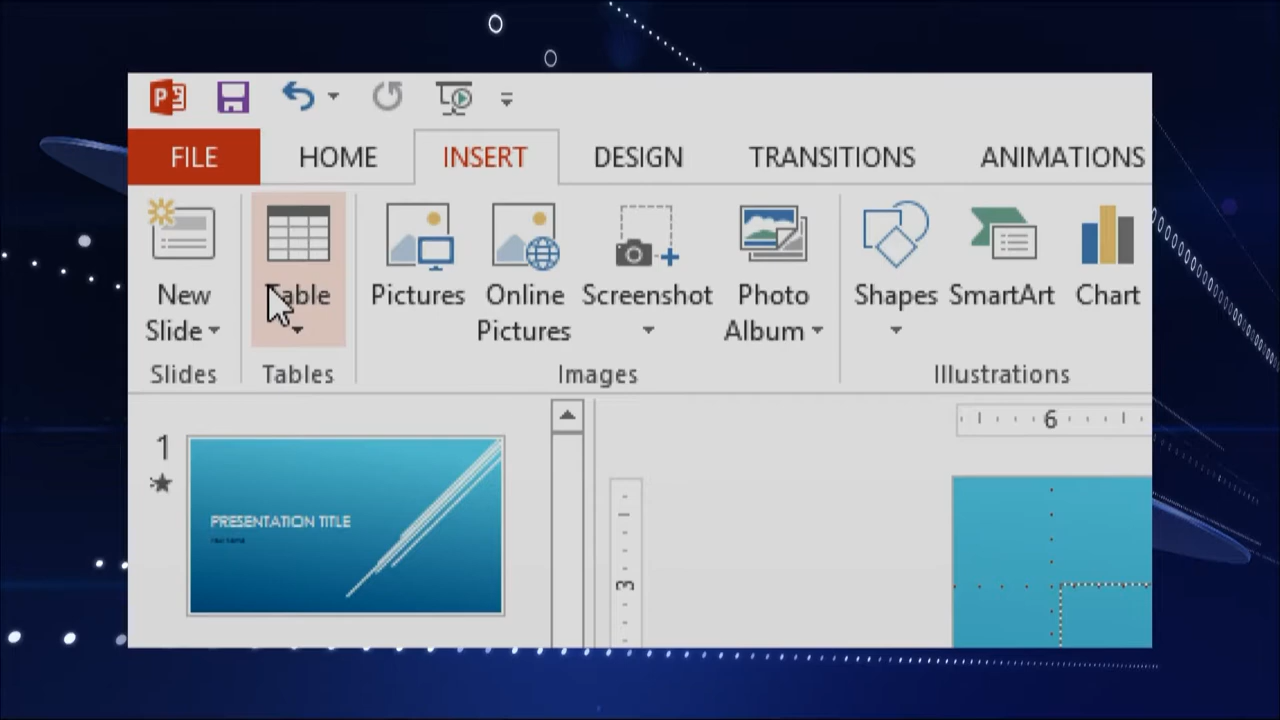 FILE HOME INSERT DESIGN TRANSITIONS ANIMATIONS
New Slide
Table
Pictures
Online Pictures
Screenshot
Photo Album
Shapes
SmartArt
Chart
Slides
Tables
Images
Illustrations
1
6
3
PRESENTATION TITLE